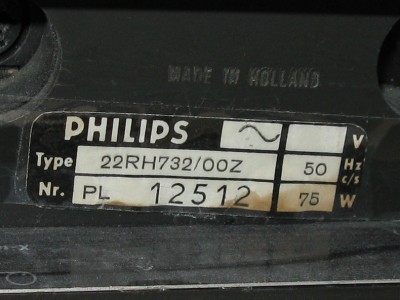 MADE IN HOLLAND
PHILIPS ~ V
Type 22RH732/00Z 50 Hz c/s
Nr. PL 12512 75 W